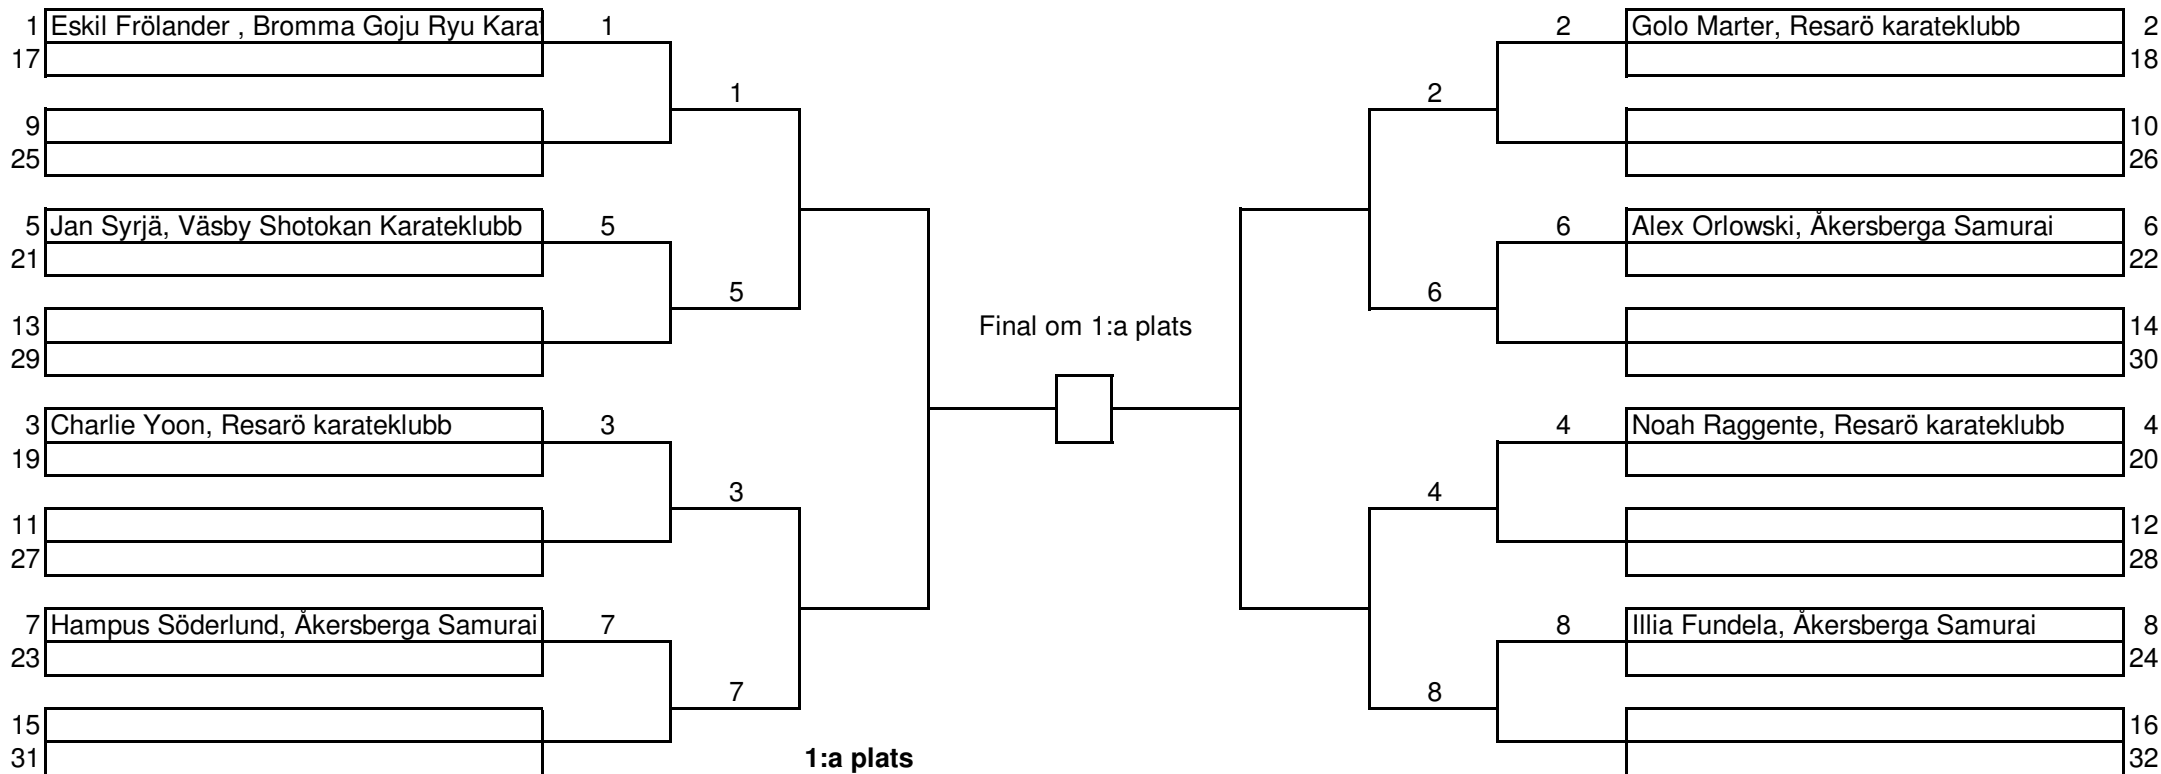 1 Eskil Frölander , Bromma Goju Ryu Kara 1 2 Golo Marter, Resarö karateklubb 2
17 18
1 2
9 10
25 26
5 Jan Syrjä, Väsby Shotokan Karateklubb 5 6 Alex Orlowski, Åkersberga Samurai 6
21 22
5 6
13 Final om 1:a plats 14
29 30
3 Charlie Yoon, Resarö karateklubb 3 4 Noah Raggente, Resarö karateklubb 4
19 20
3 4
11 12
27 28
7 Hampus Söderlund, Åkersberga Samurai 7 8 Illia Fundela, Åkersberga Samurai 8
23 24
7 8
15 16
31 1:a plats 32